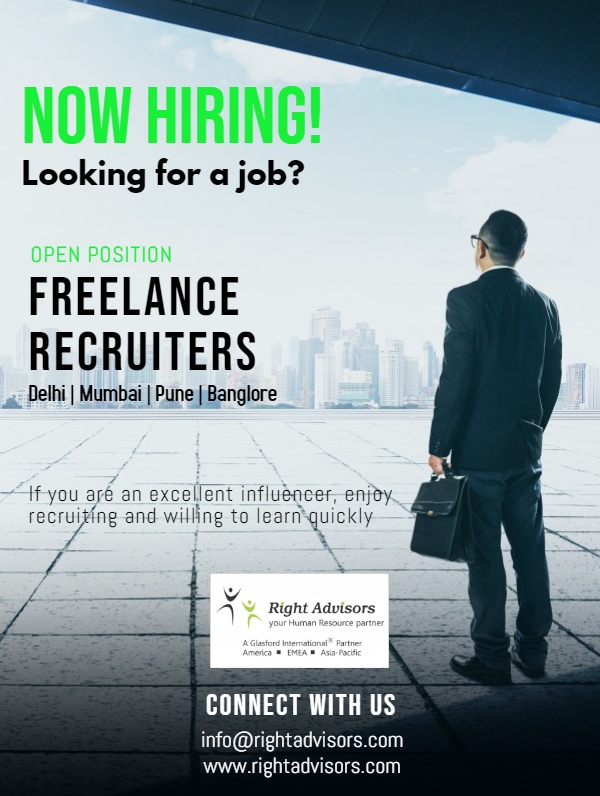 NOW HIRING!
Looking for a job?
OPEN POSITION
FREELANCE
RECRUITERS
Delhi | Mumbai | Pune | Banglore
If you are an excellent influencer, enjoy
recruiting and willing to learn quickly
Right Advisors
your Human Resource partner
A Glasford International® Partner
America ■ EMEA ■ Asia-Pacific
CONNECT WITH US
info@rightadvisors.com
www.rightadvisors.com